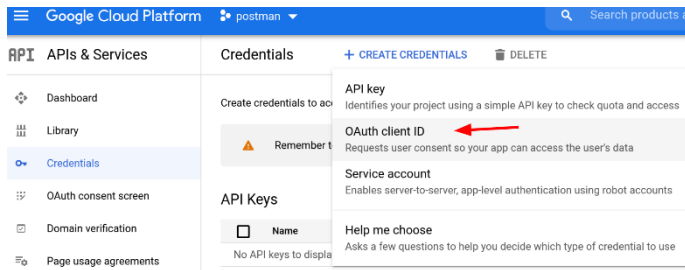 Google Cloud Platform
postman
Search products a
API APIs & Services
Credentials
+ CREATE CREDENTIALS
DELETE
Dashboard
Library
Credentials
OAuth consent screen
Domain verification
Page usage agreements
Create credentials to acc
Remember t
API Keys
Name
No API keys to displa
API key
Identifies your project using a simple API key to check quota and access
OAuth client ID
Requests user consent so your app can access the user's data
Service account
Enables server-to-server, app-level authentication using robot accounts
Help me choose
Asks a few questions to help you decide which type of credential to use